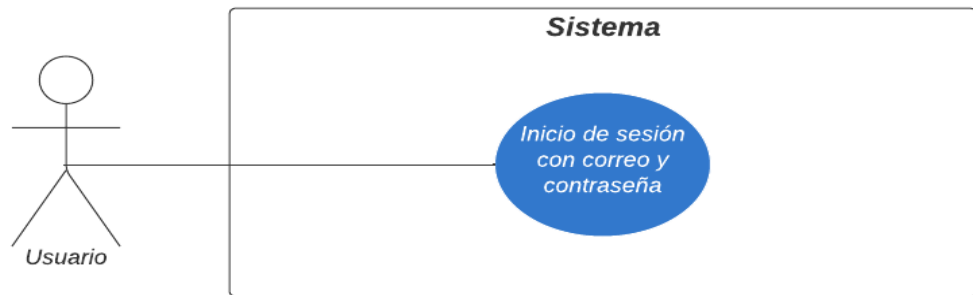 Sistema
Inicio de sesión
con correo y
contraseña
Usuario